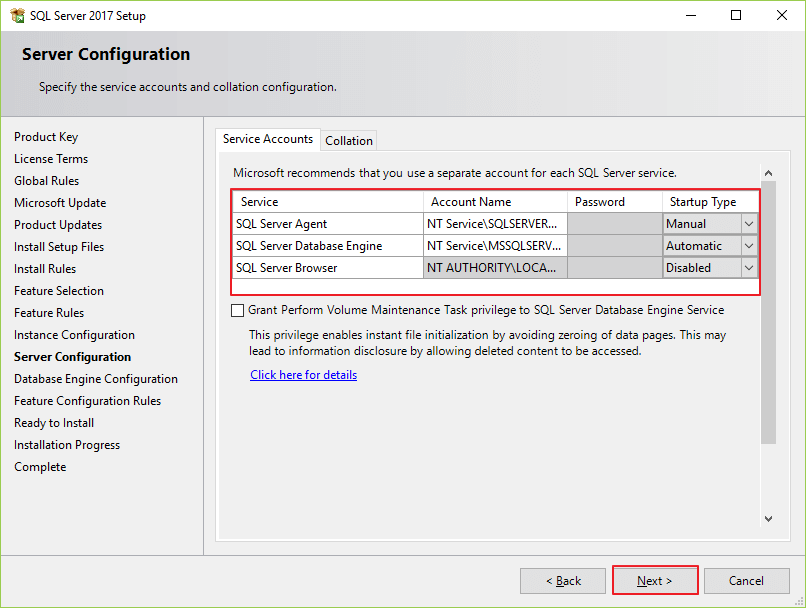 SQL Server 2017 Setup
Server Configuration
Specify the service accounts and collation configuration.
Product Key
License Terms
Global Rules
Microsoft Update
Product Updates
Install Setup Files
Install Rules
Feature Selection
Feature Rules
Instance Configuration
Server Configuration
Database Engine Configuration
Feature Configuration Rules
Ready to Install
Installation Progress
Complete
Service Accounts Collation
Microsoft recommends that you use a separate account for each SQL Server service.
Service Account Name Password Startup Type
SQL Server Agent NT Service\SQLSERVER... Manual
SQL Server Database Engine NT Service\MSSQLSERV... Automatic
SQL Server Browser NT AUTHORITY\LOCA... Disabled
Grant Perform Volume Maintenance Task privilege to SQL Server Database Engine Service
This privilege enables instant file initialization by avoiding zeroing of data pages. This may
lead to information disclosure by allowing deleted content to be accessed.
Click here for details
< Back Next > Cancel